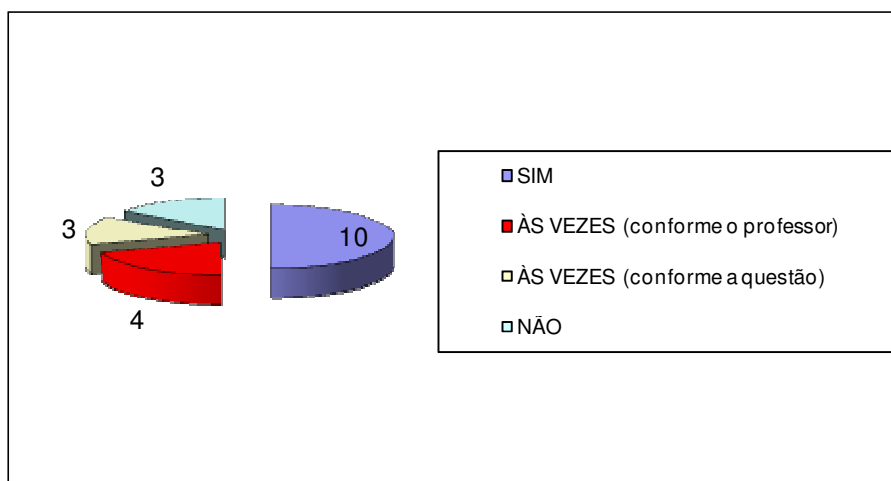 3
3
10
4
SIM
ÀS VEZES (conforme o professor)
ÀS VEZES (conforme a questão)
NÃO